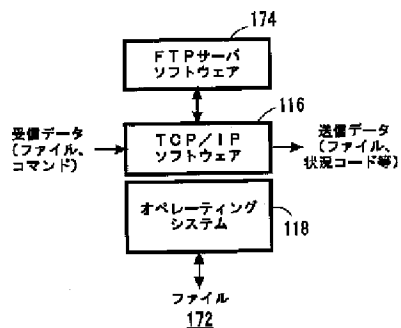 174
FTPサーバ
ソフトウェア
116
受信データ
(ファイル、
コマンド)
TCP/IP
ソフトウェア
送信データ
(ファイル、
状況コード等)
オペレーティング
システム
118
ファイル
172